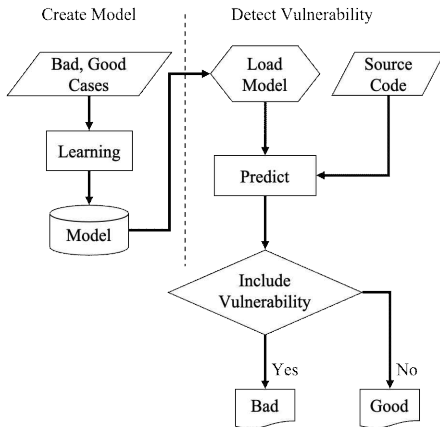 Create Model
Detect Vulnerability
Bad, Good
Cases
Load
Model
Source
Code
Learning
Predict
Model
Include
Vulnerability
Yes
No
Bad
Good